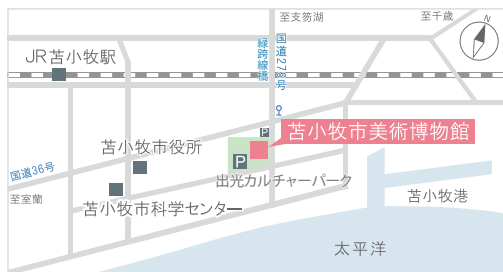 至支笏湖
至千歳
N
JR苫小牧駅
緑跨線橋
国道276号
P
苫小牧市美術博物館
苫小牧市役所
P
国道36号
出光カルチャーパーク
至室蘭
苫小牧市科学センター
苫小牧港
太平洋